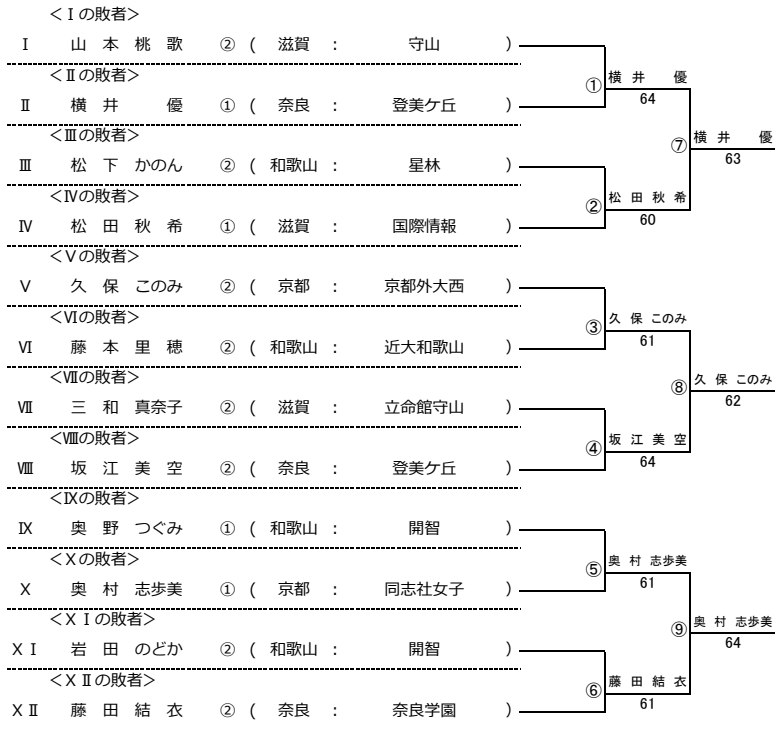 ＜Ⅰの敗者＞
Ⅰ 山 本 桃 歌 ② ( 滋賀 : 守山 )
＜Ⅱの敗者＞
① 横 井 優
64
Ⅱ 横 井 優 ① ( 奈良 : 登美ケ丘 )
＜Ⅲの敗者＞
⑦ 横 井 優
63
Ⅲ 松 下 かのん ② ( 和歌山 : 星林 )
＜Ⅳの敗者＞
② 松 田 秋 希
60
Ⅳ 松 田 秋 希 ① ( 滋賀 : 国際情報 )
＜Ⅴの敗者＞
Ⅴ 久 保 このみ ② ( 京都 : 京都外大西 )
＜Ⅵの敗者＞
③ 久 保 このみ
61
Ⅵ 藤 本 里 穂 ② ( 和歌山 : 近大和歌山 )
＜Ⅶの敗者＞
⑧ 久 保 このみ
62
Ⅶ 三 和 真奈子 ② ( 滋賀 : 立命館守山 )
＜Ⅷの敗者＞
④ 坂 江 美 空
64
Ⅷ 坂 江 美 空 ② ( 奈良 : 登美ケ丘 )
＜Ⅸの敗者＞
Ⅸ 奥 野 つぐみ ① ( 和歌山 : 開智 )
＜Ⅹの敗者＞
⑤ 奥 村 志歩美
61
Ⅹ 奥 村 志歩美 ① ( 京都 : 同志社女子 )
＜ⅩⅠの敗者＞
⑨ 奥 村 志歩美
64
ⅩⅠ 岩 田 のどか ② ( 和歌山 : 開智 )
＜ⅩⅡの敗者＞
⑥ 藤 田 結 衣
61
ⅩⅡ 藤 田 結 衣 ② ( 奈良 : 奈良学園 )